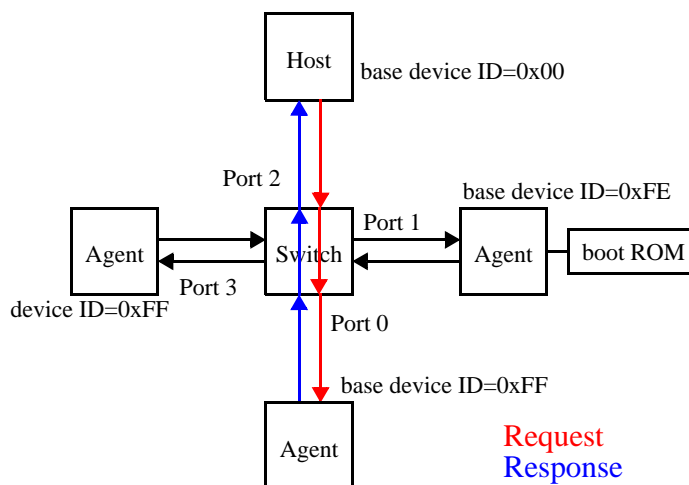 Host
base device ID=0x00
Port 2
base device ID=0xFE
Agent
Switch
Port 1
Agent
boot ROM
Port 3
device ID=0xFF
Port 0
base device ID=0xFF
Agent
Request
Response